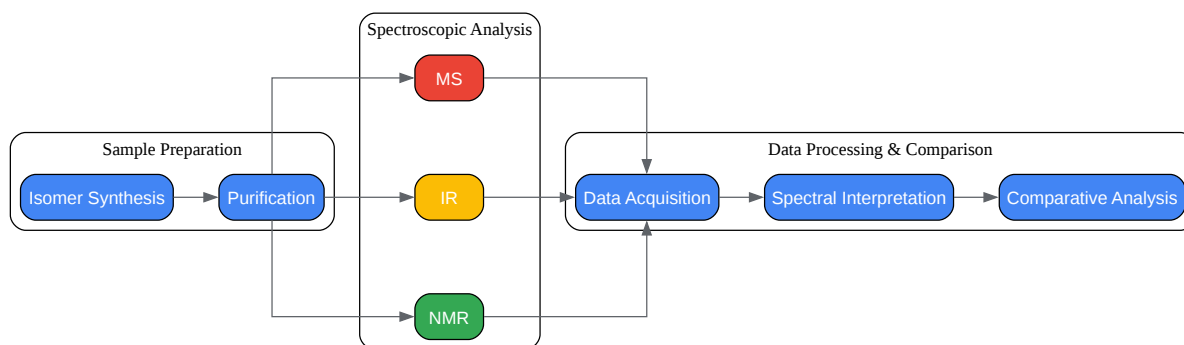 Spectroscopic Analysis
MS
Sample Preparation
Isomer Synthesis
Purification
IR
NMR
Data Processing & Comparison
Data Acquisition
Spectral Interpretation
Comparative Analysis